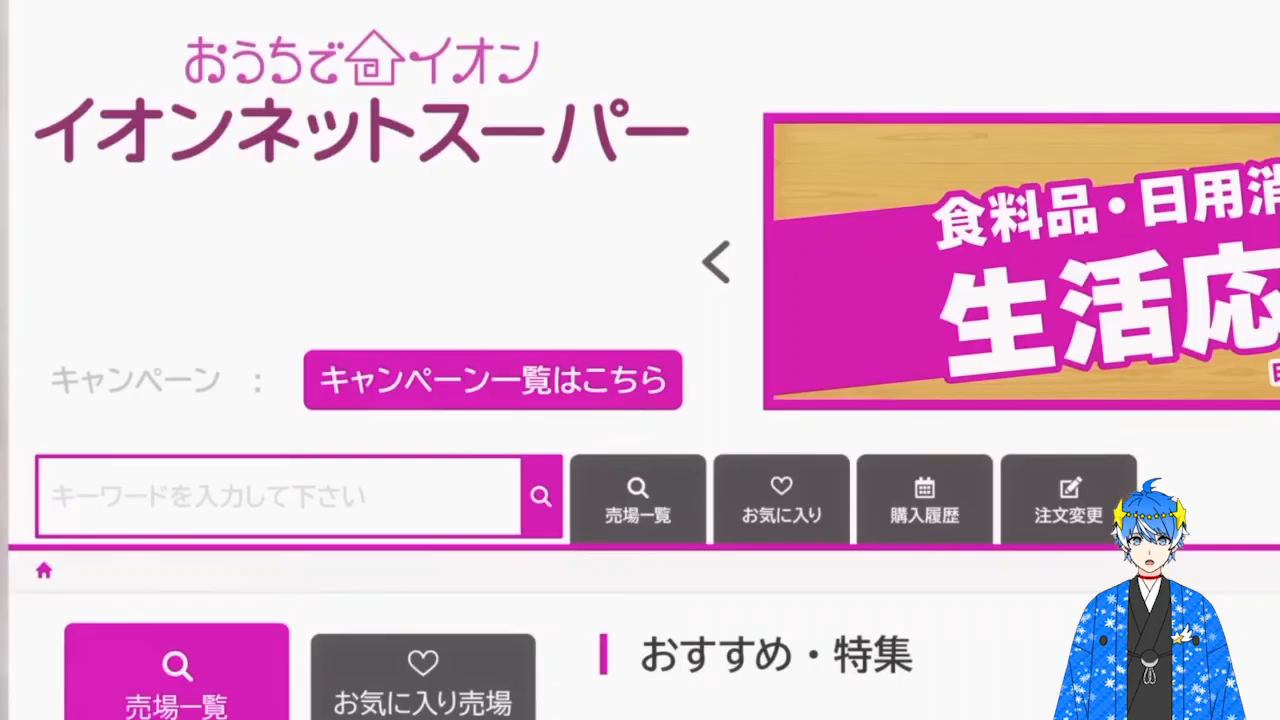 おうちでイオン
イオンネットスーパー
食料品・日用消
生活応
キャンペーン ：
キャンペーン一覧はこちら
キーワードを入力して下さい
売場一覧
お気に入り
購入履歴
注文変更
おすすめ・特集
売場一覧
お気に入り売場